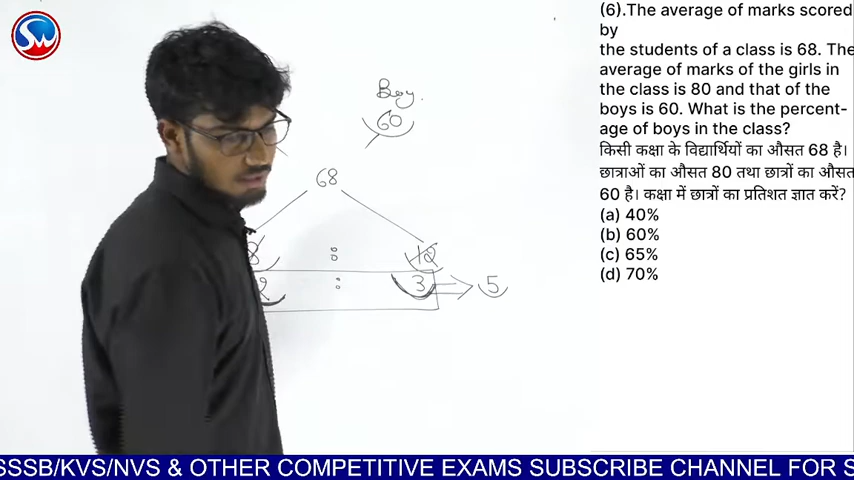 SW
(6).The average of marks scored
by
the students of a class is 68. The
average of marks of the girls in
the class is 80 and that of the
boys is 60. What is the percent-
age of boys in the class?
किसी कक्षा के विद्यार्थियों का औसत 68 है।
छात्राओं का औसत 80 तथा छात्रों का औसत
60 है। कक्षा में छात्रों का प्रतिशत ज्ञात करें?
(a) 40%
(b) 60%
(c) 65%
(d) 70%
Boy.
60
68
8 : 12
2 : 3 ⇒ 5
SSSB/KVS/NVS & OTHER COMPETITIVE EXAMS SUBSCRIBE CHANNEL FOR S